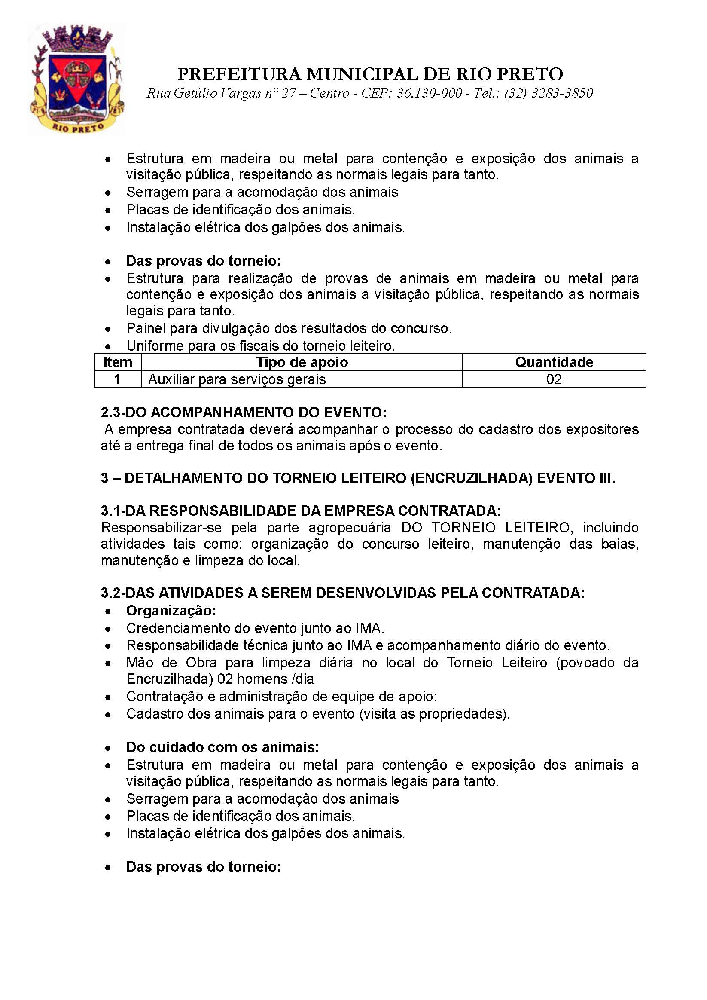 PREFEITURA MUNICIPAL DE RIO PRETO
Rua Getúlio Vargas n° 27 – Centro - CEP: 36.130-000 - Tel.: (32) 3283-3850
RIO PRETO
• Estrutura em madeira ou metal para contenção e exposição dos animais a
visitação pública, respeitando as normais legais para tanto.
• Serragem para a acomodação dos animais
• Placas de identificação dos animais.
• Instalação elétrica dos galpões dos animais.
• Das provas do torneio:
• Estrutura para realização de provas de animais em madeira ou metal para
contenção e exposição dos animais a visitação pública, respeitando as normais
legais para tanto.
• Painel para divulgação dos resultados do concurso.
• Uniforme para os fiscais do torneio leiteiro.
Item Tipo de apoio Quantidade
1 Auxiliar para serviços gerais 02
2.3-DO ACOMPANHAMENTO DO EVENTO:
A empresa contratada deverá acompanhar o processo do cadastro dos expositores
até a entrega final de todos os animais após o evento.
3 – DETALHAMENTO DO TORNEIO LEITEIRO (ENCRUZILHADA) EVENTO III.
3.1-DA RESPONSABILIDADE DA EMPRESA CONTRATADA:
Responsabilizar-se pela parte agropecuária DO TORNEIO LEITEIRO, incluindo
atividades tais como: organização do concurso leiteiro, manutenção das baias,
manutenção e limpeza do local.
3.2-DAS ATIVIDADES A SEREM DESENVOLVIDAS PELA CONTRATADA:
• Organização:
• Credenciamento do evento junto ao IMA.
• Responsabilidade técnica junto ao IMA e acompanhamento diário do evento.
• Mão de Obra para limpeza diária no local do Torneio Leiteiro (povoado da
Encruzilhada) 02 homens /dia
• Contratação e administração de equipe de apoio:
• Cadastro dos animais para o evento (visita as propriedades).
• Do cuidado com os animais:
• Estrutura em madeira ou metal para contenção e exposição dos animais a
visitação pública, respeitando as normais legais para tanto.
• Serragem para a acomodação dos animais
• Placas de identificação dos animais.
• Instalação elétrica dos galpões dos animais.
• Das provas do torneio: